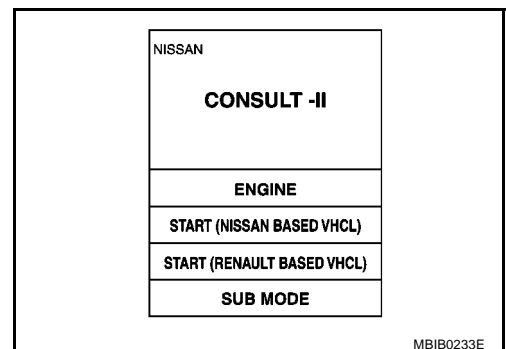 NISSAN
CONSULT -II
ENGINE
START (NISSAN BASED VHCL)
START (RENAULT BASED VHCL)
SUB MODE
MBIB0233E